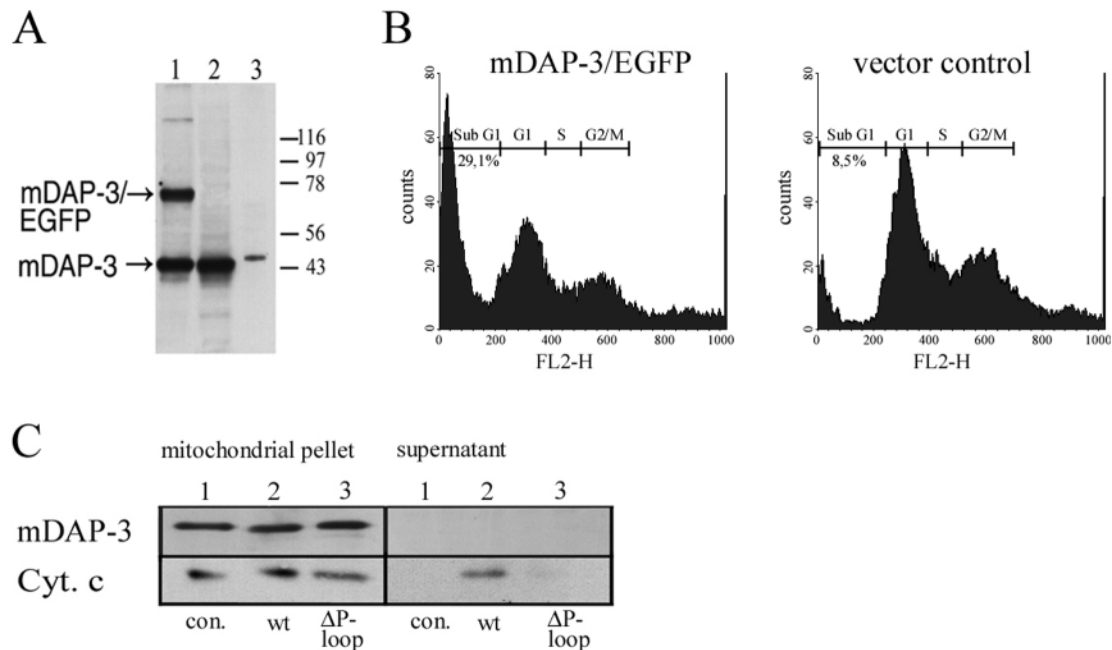 A
1 2 3
116
97
78
mDAP-3/→
EGFP
56
mDAP-3 →
43
B
mDAP-3/EGFP
80
60
40
20
0
counts
Sub G1 G1 S G2/M
29,1%
0 200 400 600 800 1000
FL2-H
vector control
80
60
40
20
0
counts
Sub G1 G1 S G2/M
8,5%
0 200 400 600 800 1000
FL2-H
C
mitochondrial pellet supernatant
1 2 3 1 2 3
mDAP-3
Cyt. c
con. wt ΔP-loop con. wt ΔP-loop